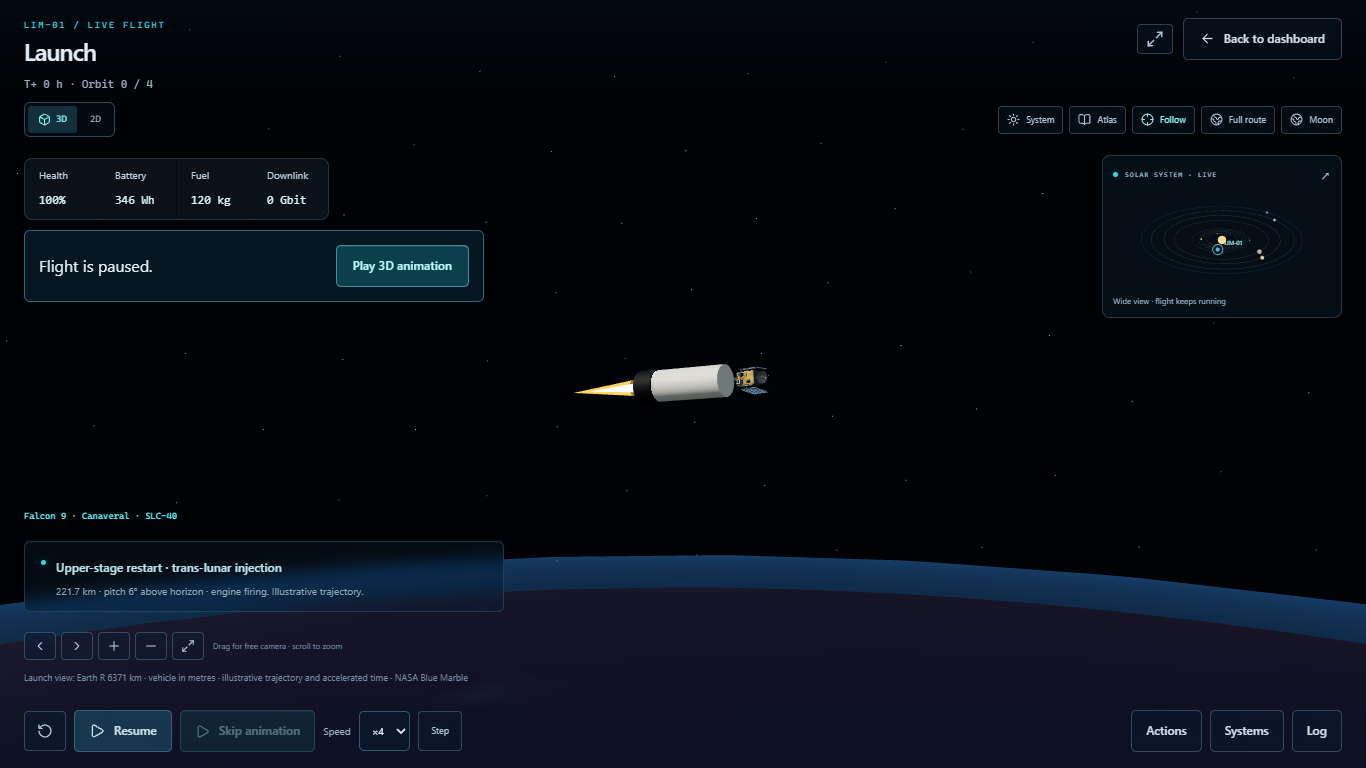 LIM-01 / LIVE FLIGHT
Launch
T+ 0 h · Orbit 0 / 4
Back to dashboard
3D 2D
System Atlas Follow Full route Moon
Health Battery Fuel Downlink
100% 346 Wh 120 kg 0 Gbit
SOLAR SYSTEM · LIVE
LIM-01
Wide view · flight keeps running
Flight is paused.
Play 3D animation
Falcon 9 · Canaveral · SLC-40
Upper-stage restart · trans-lunar injection
221.7 km · pitch 6° above horizon · engine firing. Illustrative trajectory.
Drag for free camera · scroll to zoom
Launch view: Earth R 6371 km · vehicle in metres · illustrative trajectory and accelerated time · NASA Blue Marble
Resume Skip animation Speed ×4 Step
Actions Systems Log